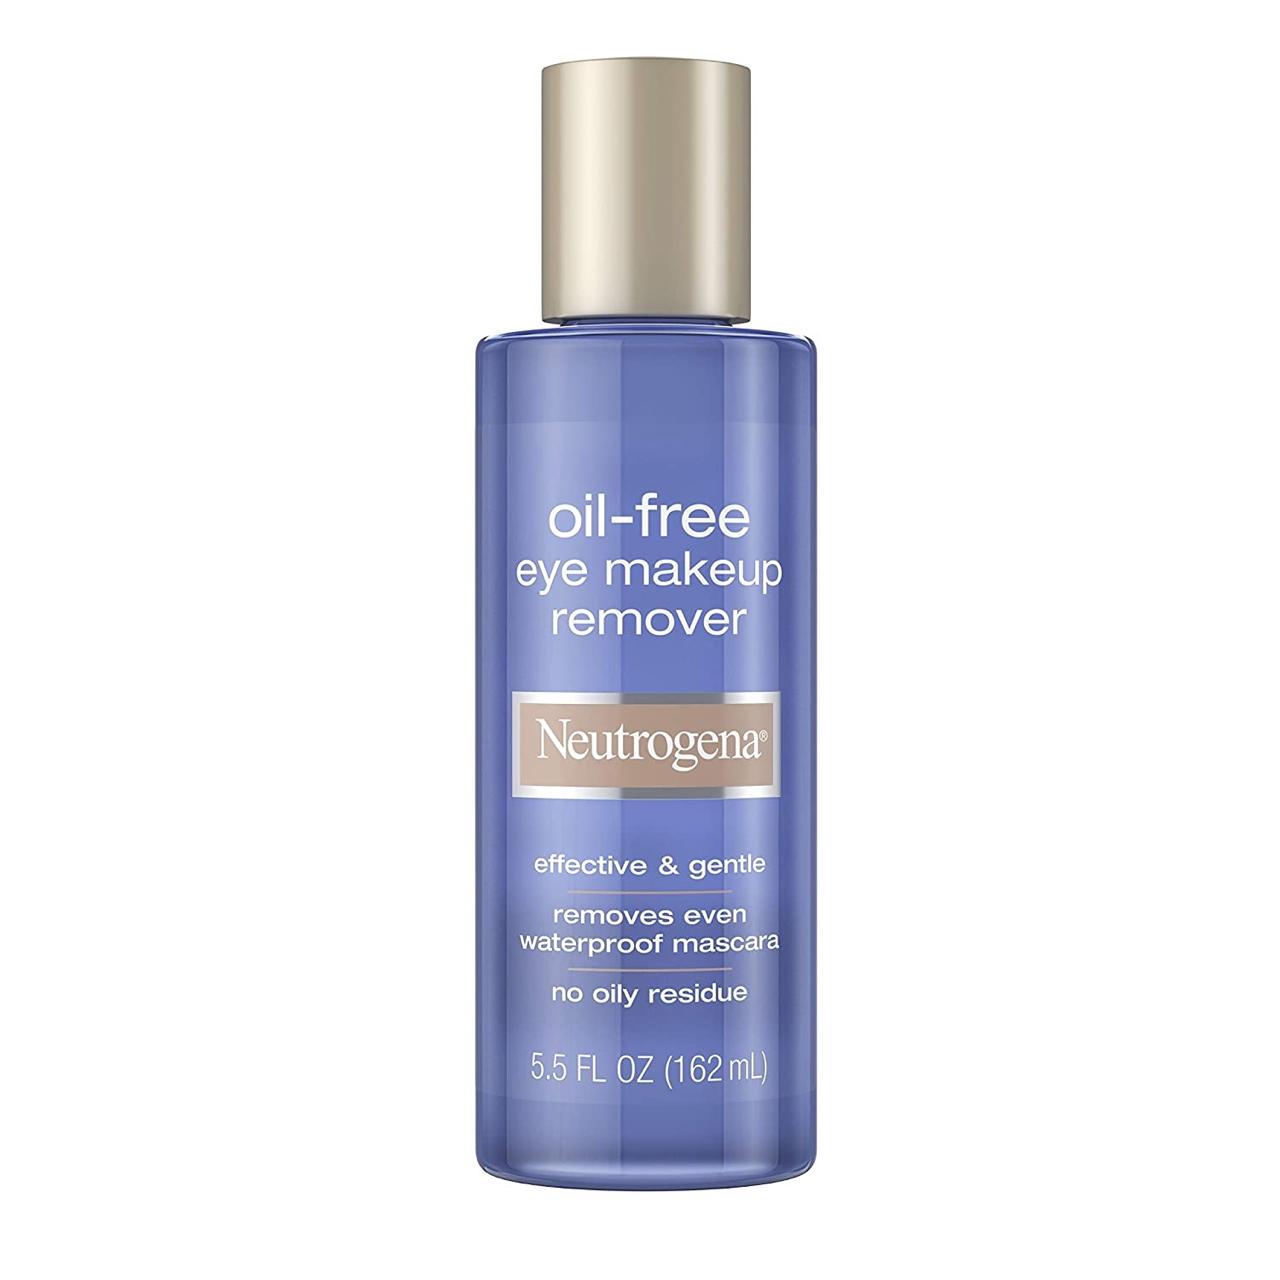 oil-free
eye makeup
remover
Neutrogena®
effective & gentle
removes even
waterproof mascara
no oily residue
5.5 FL OZ (162 mL)